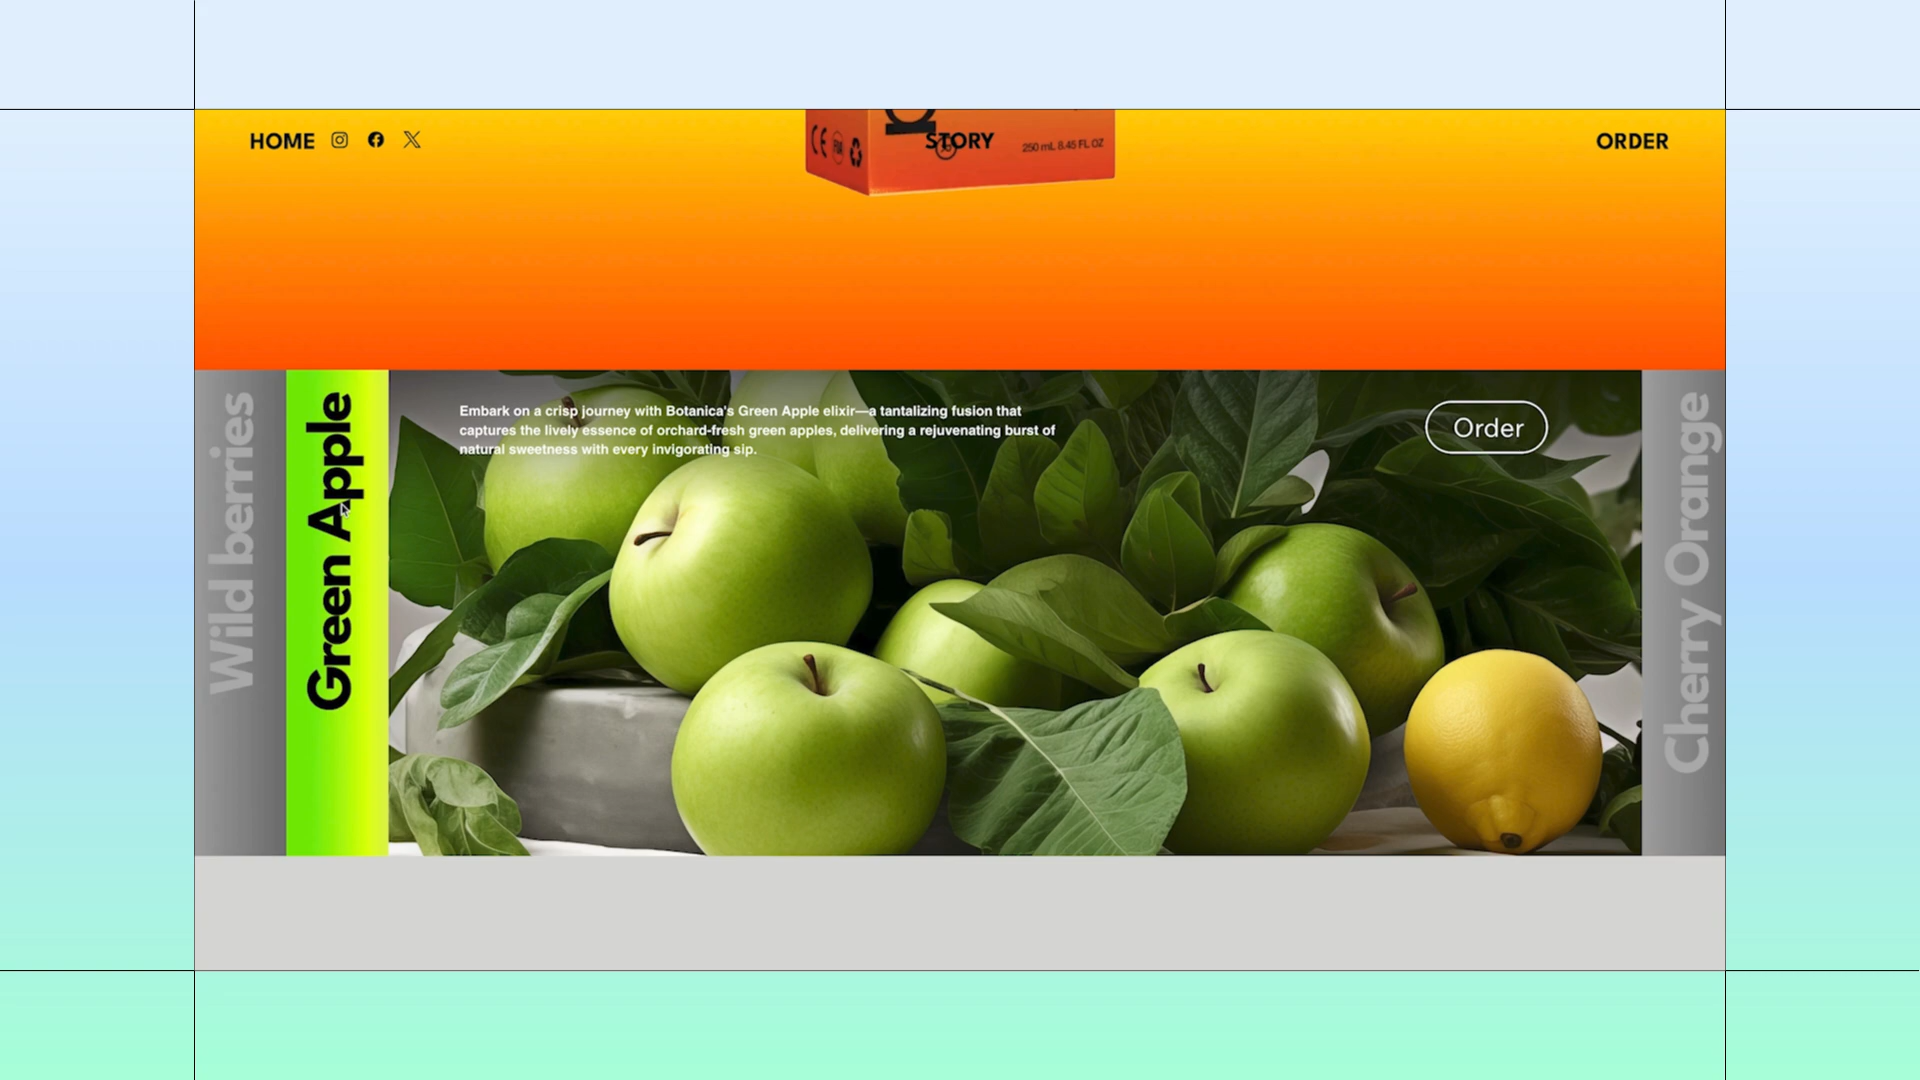 HOME
STORY
ORDER
CE
FDA
250 mL 8.45 FL OZ
Wild berries
Green Apple
Embark on a crisp journey with Botanica's Green Apple elixir—a tantalizing fusion that
captures the lively essence of orchard-fresh green apples, delivering a rejuvenating burst of
natural sweetness with every invigorating sip.
Order
Cherry Orange